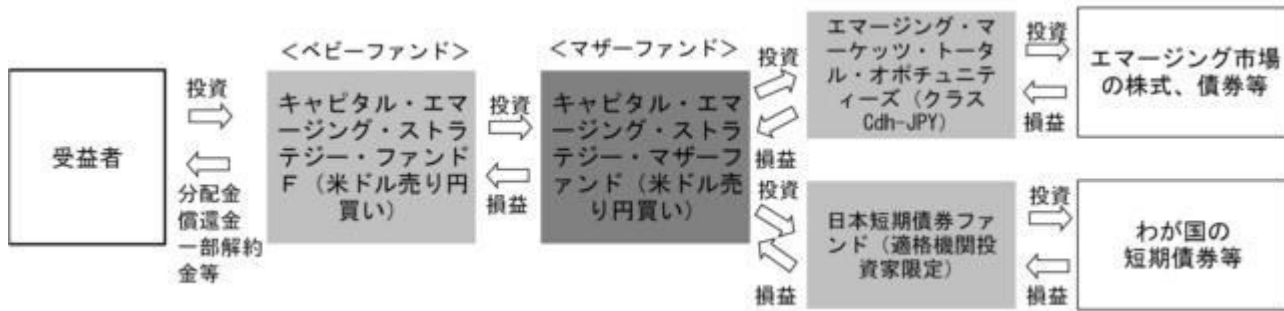 受益者
投資
分配金
償還金
一部解約
金等
＜ベビーファンド＞
キャピタル・エマ
ージング・ストラ
テジー・ファンド
Ｆ（米ドル売り円
買い）
投資
損益
＜マザーファンド＞
キャピタル・エマ
ージング・ストラ
テジー・マザーフ
ァンド（米ドル売
り円買い）
投資
損益
エマージング・マ
ーケッツ・トータ
ル・オポチュニテ
ィーズ（クラス
Cdh-JPY）
投資
損益
エマージング市場
の株式、債券等
投資
損益
日本短期債券ファ
ンド（適格機関投
資家限定）
投資
損益
わが国の
短期債券等